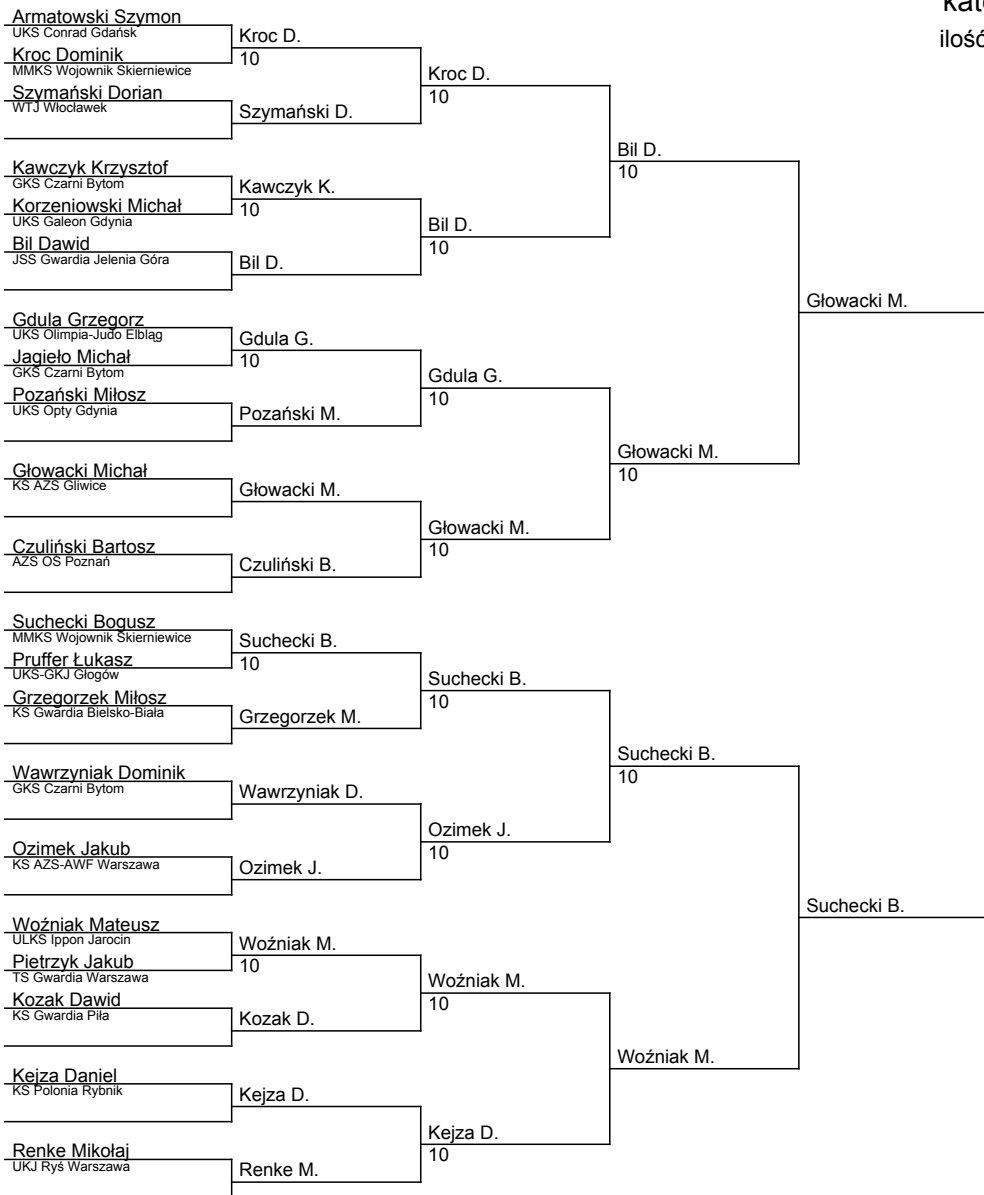 kate
ilość
Armatowski Szymon
UKS Conrad Gdańsk
Kroc Dominik
MMKS Wojownik Skierniewice
Szymański Dorian
WTJ Włocławek
Kawczyk Krzysztof
GKS Czarni Bytom
Korzeniowski Michał
UKS Galeon Gdynia
Bil Dawid
JSS Gwardia Jelenia Góra
Gdula Grzegorz
UKS Olimpia-Judo Elbląg
Jagieło Michał
GKS Czarni Bytom
Pozański Miłosz
UKS Opty Gdynia
Głowacki Michał
KS AZS Gliwice
Czuliński Bartosz
AZS OŚ Poznań
Suchecki Bogusz
MMKS Wojownik Skierniewice
Pruffer Łukasz
UKS-GKJ Głogów
Grzegorzek Miłosz
KS Gwardia Bielsko-Biała
Wawrzyniak Dominik
GKS Czarni Bytom
Ozimek Jakub
KS AZS-AWF Warszawa
Woźniak Mateusz
ULKS Ippon Jarocin
Pietrzyk Jakub
TS Gwardia Warszawa
Kozak Dawid
KS Gwardia Piła
Kejza Daniel
KS Polonia Rybnik
Renke Mikołaj
UKJ Ryś Warszawa
Kroc D.
10
Szymański D.
Kawczyk K.
10
Bil D.
Gdula G.
10
Pozański M.
Głowacki M.
Czuliński B.
Suchecki B.
10
Grzegorzek M.
Wawrzyniak D.
Ozimek J.
Woźniak M.
10
Kozak D.
Kejza D.
Renke M.
Kroc D.
10
Bil D.
10
Gdula G.
10
Głowacki M.
10
Suchecki B.
10
Ozimek J.
10
Woźniak M.
10
Kejza D.
10
Bil D.
10
Głowacki M.
10
Suchecki B.
10
Woźniak M.
Głowacki M.
Suchecki B.